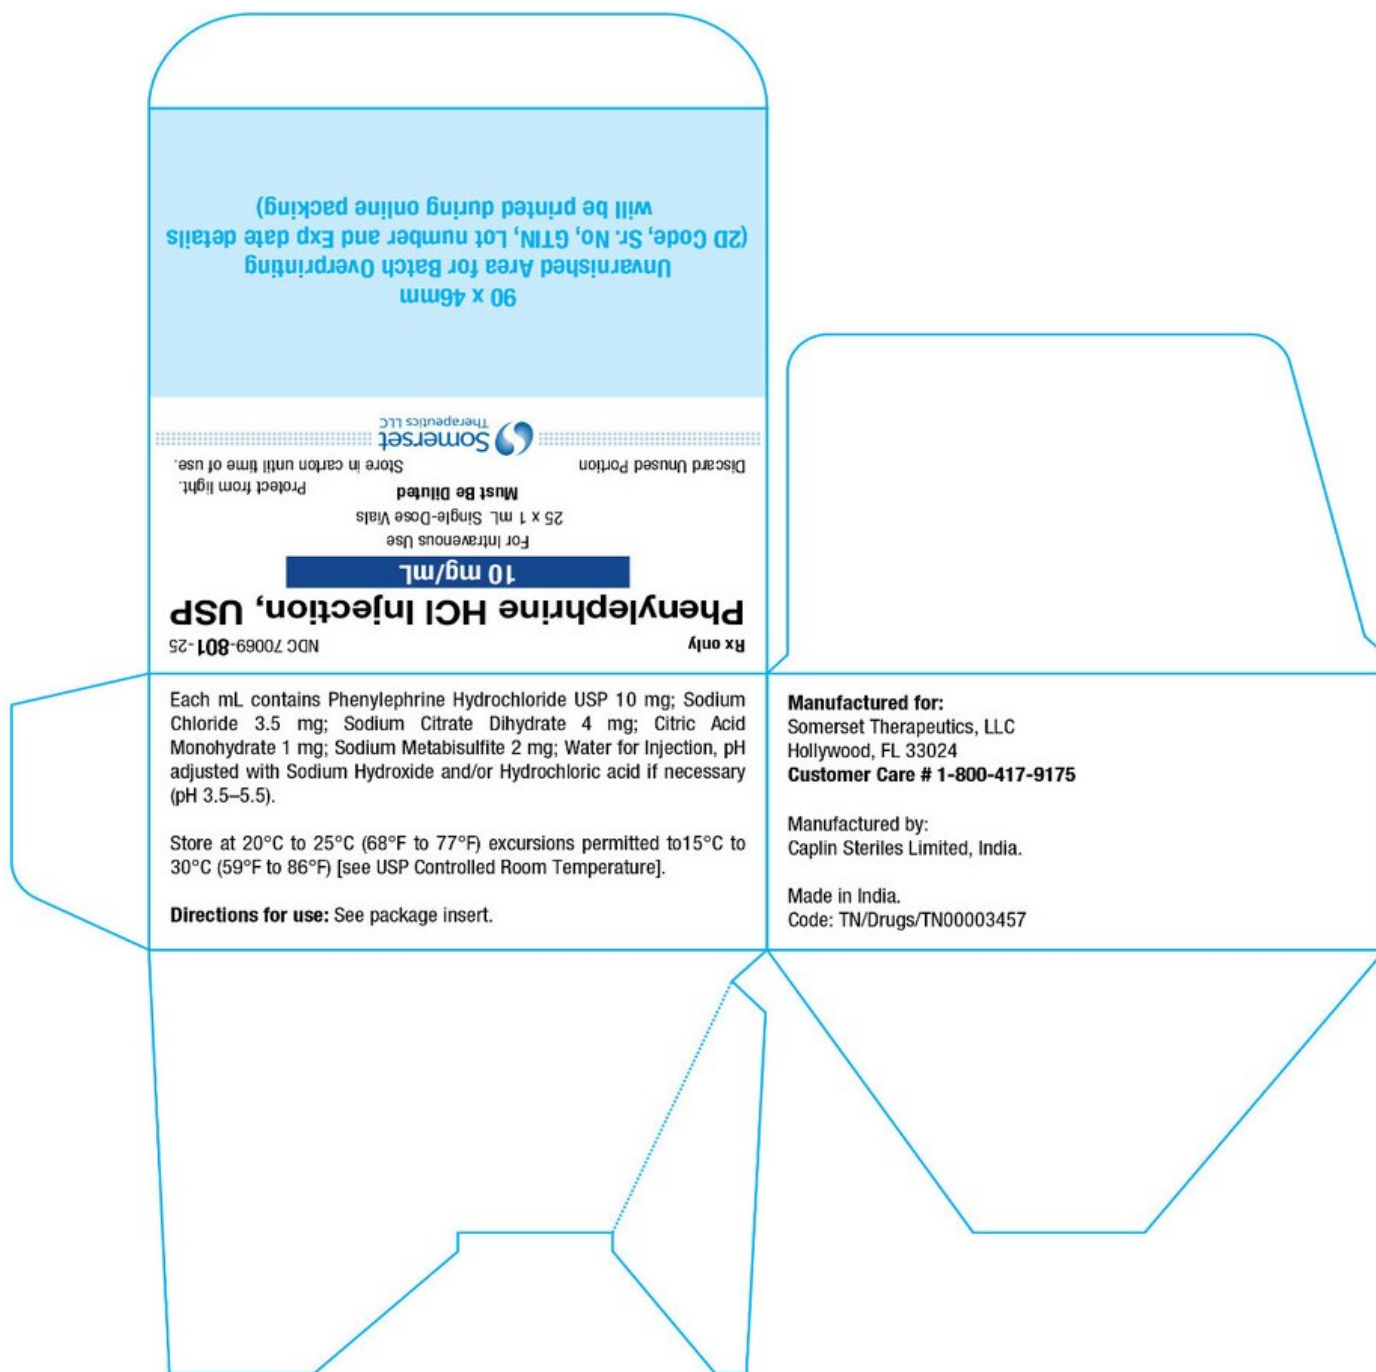 90 x 46mm
Unvarnished Area for Batch Overprinting
(2D Code, Sr. No, GTIN, Lot number and Exp date details
will be printed during online packing)
Rx only
NDC 70069-801-25
Phenylephrine HCl Injection, USP
10 mg/mL
For Intravenous Use
25 x 1 mL Single-Dose Vials
Must Be Diluted
Discard Unused Portion
Protect from light.
Store in carton until time of use.
Somerset
Therapeutics LLC
Each mL contains Phenylephrine Hydrochloride USP 10 mg; Sodium
Chloride 3.5 mg; Sodium Citrate Dihydrate 4 mg; Citric Acid
Monohydrate 1 mg; Sodium Metabisulfite 2 mg; Water for Injection, pH
adjusted with Sodium Hydroxide and/or Hydrochloric acid if necessary
(pH 3.5–5.5).
Store at 20°C to 25°C (68°F to 77°F) excursions permitted to15°C to
30°C (59°F to 86°F) [see USP Controlled Room Temperature].
Directions for use: See package insert.
Manufactured for:
Somerset Therapeutics, LLC
Hollywood, FL 33024
Customer Care # 1-800-417-9175
Manufactured by:
Caplin Steriles Limited, India.
Made in India.
Code: TN/Drugs/TN00003457